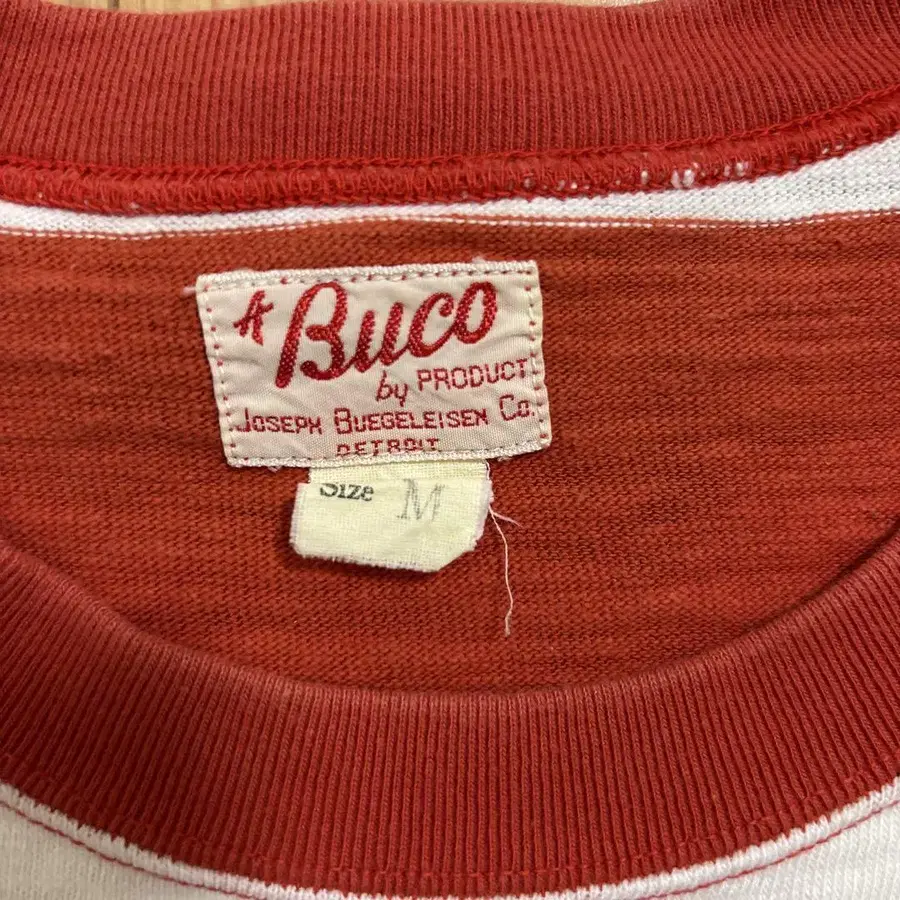 A Buco
by PRODUCT
JOSEPH BUEGELEISEN Co.
DETROIT
Size M